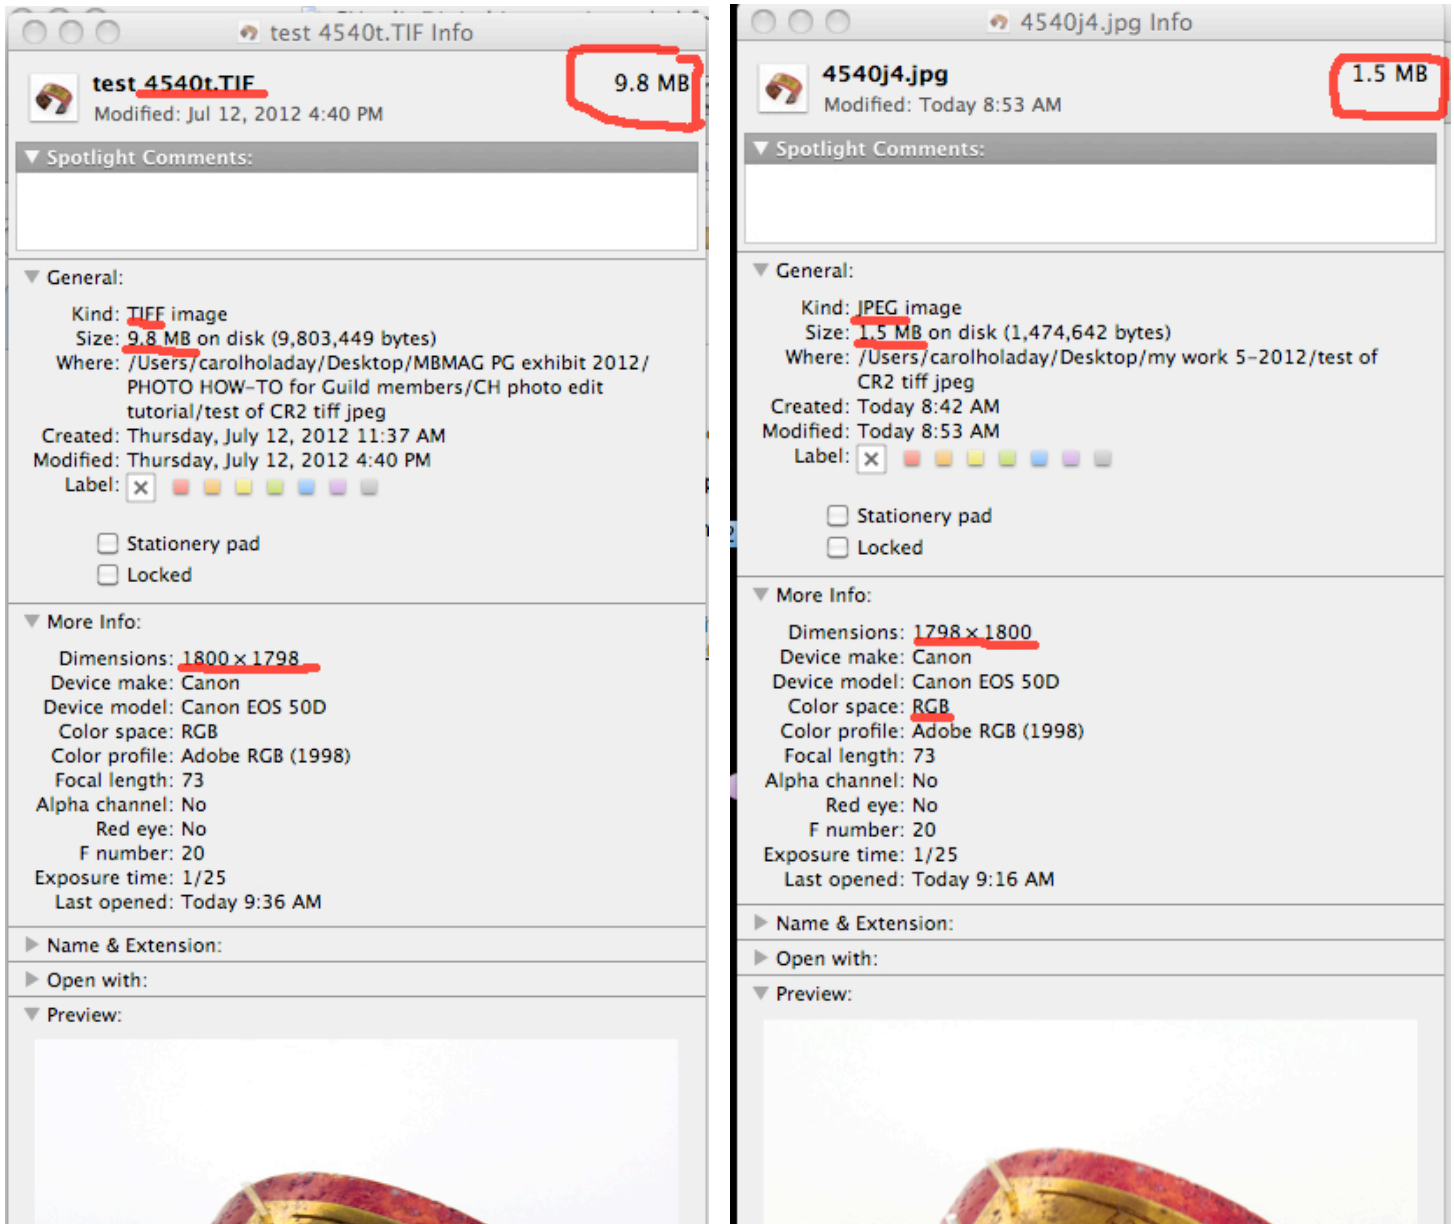 test 4540t.TIF Info
test 4540t.TIF
9.8 MB
Modified: Jul 12, 2012 4:40 PM
Spotlight Comments:
General:
Kind: TIFF image
Size: 9.8 MB on disk (9,803,449 bytes)
Where: /Users/carolholaday/Desktop/MBMAG PG exhibit 2012/
PHOTO HOW-TO for Guild members/CH photo edit
tutorial/test of CR2 tiff jpeg
Created: Thursday, July 12, 2012 11:37 AM
Modified: Thursday, July 12, 2012 4:40 PM
Label:
Stationery pad
Locked
More Info:
Dimensions: 1800 × 1798
Device make: Canon
Device model: Canon EOS 50D
Color space: RGB
Color profile: Adobe RGB (1998)
Focal length: 73
Alpha channel: No
Red eye: No
F number: 20
Exposure time: 1/25
Last opened: Today 9:36 AM
Name & Extension:
Open with:
Preview:
4540j4.jpg Info
4540j4.jpg
1.5 MB
Modified: Today 8:53 AM
Spotlight Comments:
General:
Kind: JPEG image
Size: 1.5 MB on disk (1,474,642 bytes)
Where: /Users/carolholaday/Desktop/my work 5-2012/test of
CR2 tiff jpeg
Created: Today 8:42 AM
Modified: Today 8:53 AM
Label:
Stationery pad
Locked
More Info:
Dimensions: 1798 × 1800
Device make: Canon
Device model: Canon EOS 50D
Color space: RGB
Color profile: Adobe RGB (1998)
Focal length: 73
Alpha channel: No
Red eye: No
F number: 20
Exposure time: 1/25
Last opened: Today 9:16 AM
Name & Extension:
Open with:
Preview: